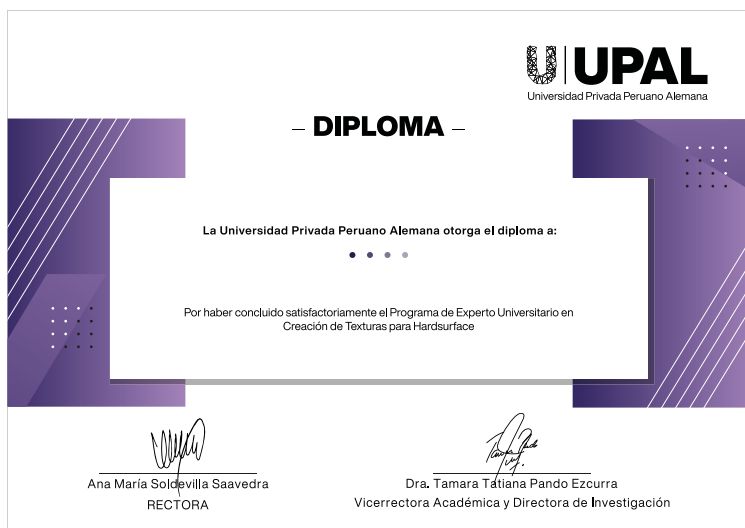 UPAL
Universidad Privada Peruano Alemana
– DIPLOMA –
La Universidad Privada Peruano Alemana otorga el diploma a:
Por haber concluido satisfactoriamente el Programa de Experto Universitario en
Creación de Texturas para Hardsurface
Ana María Soldevilla Saavedra
RECTORA
Dra. Tamara Tatiana Pando Ezcurra
Vicerrectora Académica y Directora de Investigación